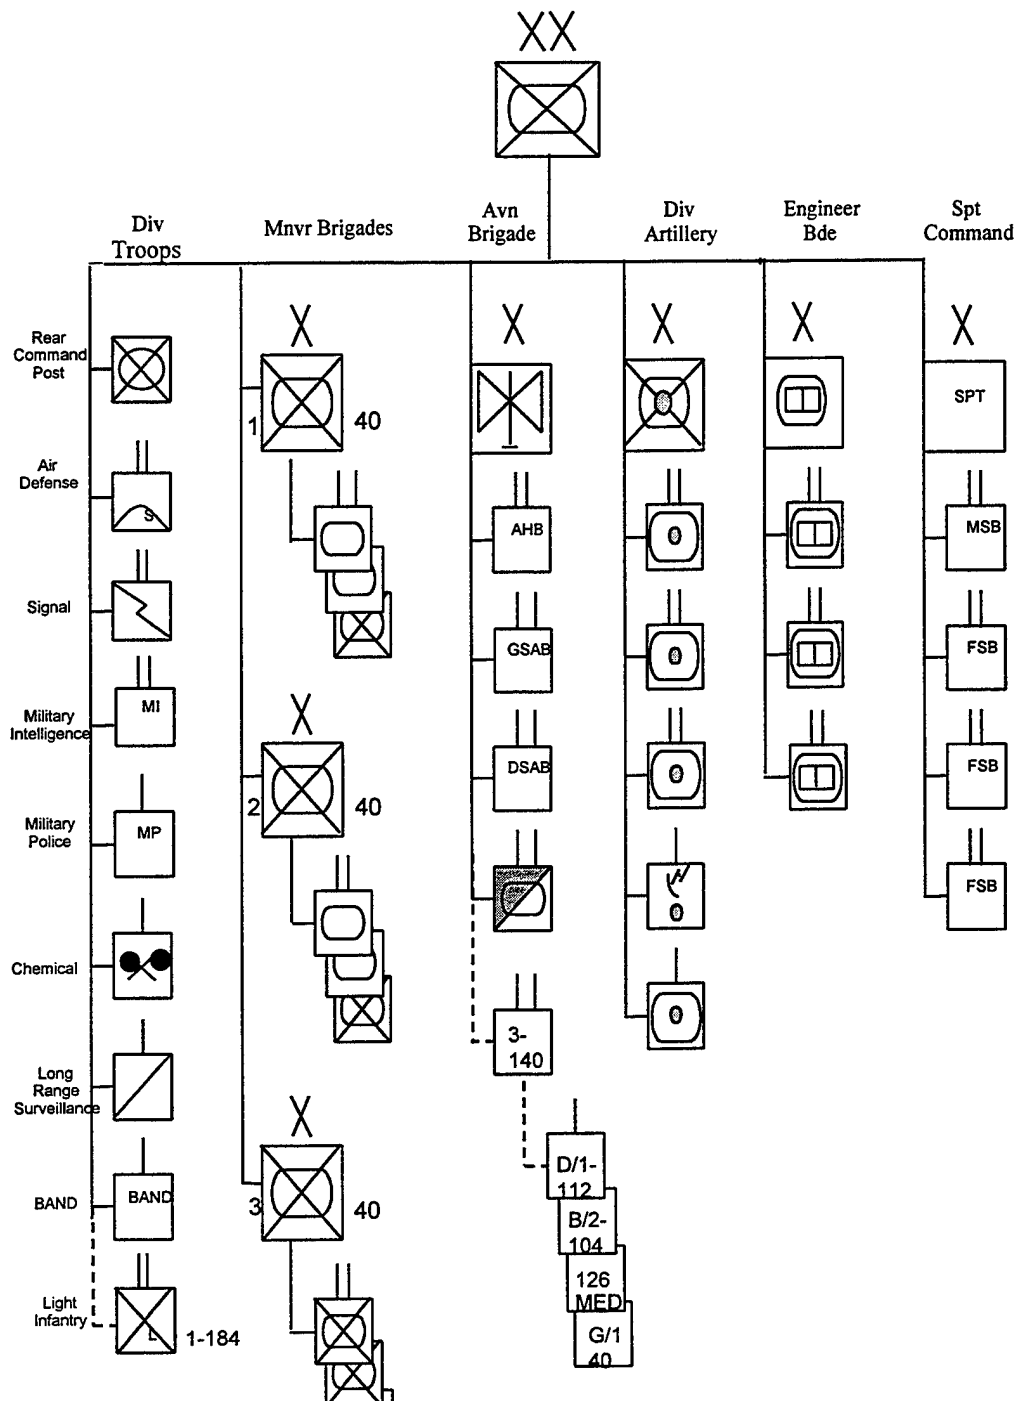 XX
Div
Troops
Mnvr Brigades
Avn
Brigade
Div
Artillery
Engineer
Bde
Spt
Command
Rear
Command
Post
Air
Defense
S
Signal
Military
Intelligence
MI
Military
Police
MP
Chemical
Long
Range
Surveillance
BAND
BAND
Light
Infantry
L
1-184
X
1
40
X
2
40
X
3
40
X
AHB
GSAB
DSAB
3-
140
D/1-
112
B/2-
104
126
MED
G/1
40
X
X
X
SPT
MSB
FSB
FSB
FSB